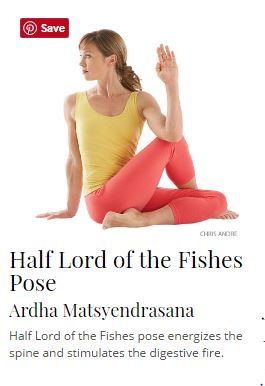 Save
CHRIS ANDRE
Half Lord of the Fishes
Pose
Ardha Matsyendrasana
Half Lord of the Fishes pose energizes the
spine and stimulates the digestive fire.